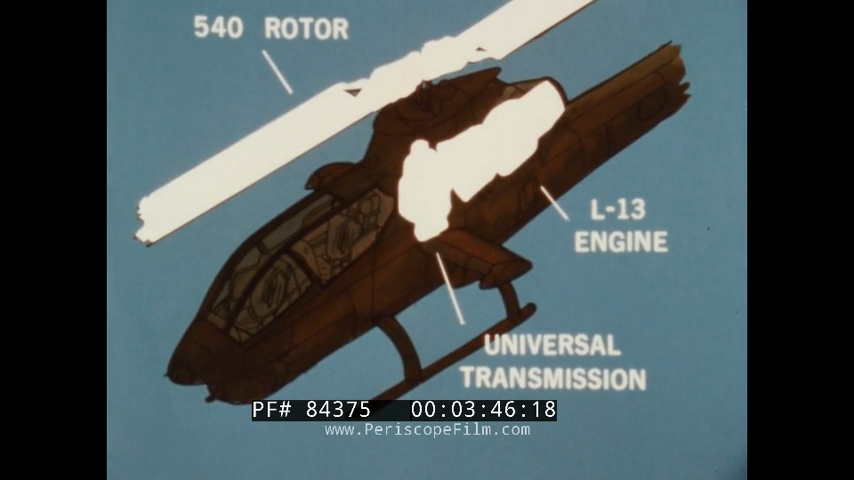 540 ROTOR
L-13
ENGINE
UNIVERSAL
TRANSMISSION
PF# 84375 00:03:46:18
www.PeriscopeFilm.com